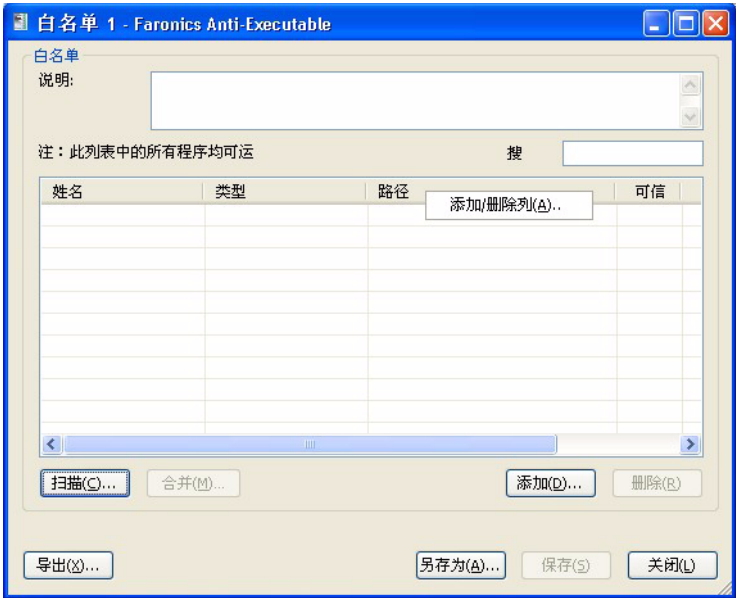 白名单 1 - Faronics Anti-Executable
白名单
说明:
注：此列表中的所有程序均可运
搜
姓名 类型 路径 可信
添加/删除列(A)..
扫描(C)... 合并(M)... 添加(D)... 删除(R)
导出(X)... 另存为(A)... 保存(S) 关闭(L)